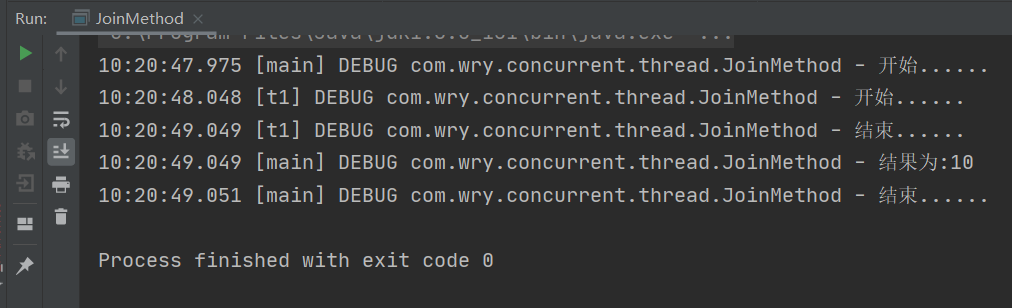 Run: JoinMethod ×
10:20:47.975 [main] DEBUG com.wry.concurrent.thread.JoinMethod - 开始......
10:20:48.048 [t1] DEBUG com.wry.concurrent.thread.JoinMethod - 开始......
10:20:49.049 [t1] DEBUG com.wry.concurrent.thread.JoinMethod - 结束......
10:20:49.049 [main] DEBUG com.wry.concurrent.thread.JoinMethod - 结果为:10
10:20:49.051 [main] DEBUG com.wry.concurrent.thread.JoinMethod - 结束......
Process finished with exit code 0